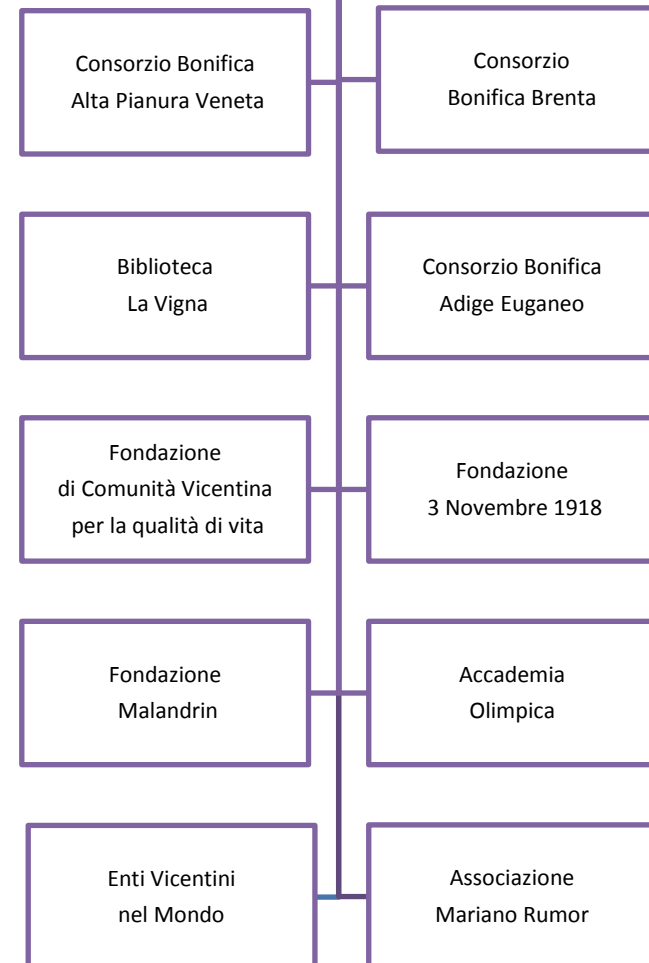 Consorzio Bonifica
Alta Pianura Veneta
Consorzio
Bonifica Brenta
Biblioteca
La Vigna
Consorzio Bonifica
Adige Euganeo
Fondazione
di Comunità Vicentina
per la qualità di vita
Fondazione
3 Novembre 1918
Fondazione
Malandrin
Accademia
Olimpica
Enti Vicentini
nel Mondo
Associazione
Mariano Rumor